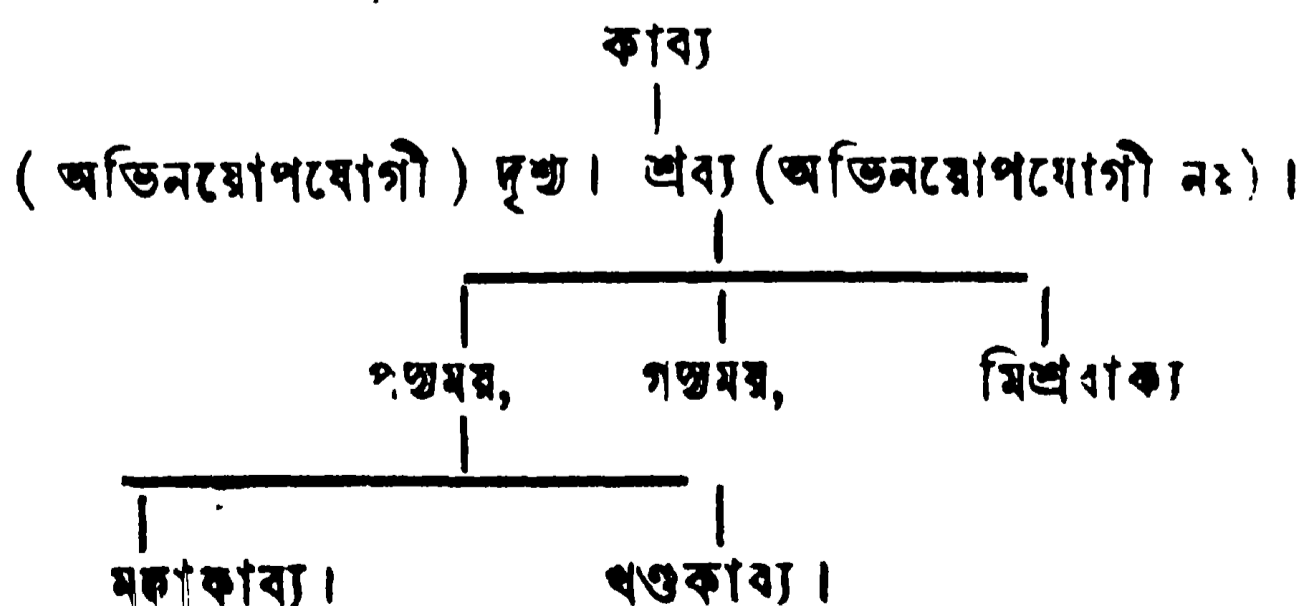 কাব্য
( অভিনয়োপযোগী ) দৃশ্য। শ্রব্য (অভিনয়োপযোগী নহ)।
পদ্যময়, গদ্যময়, মিশ্রবাক্য
মহাকাব্য। খণ্ডকাব্য।